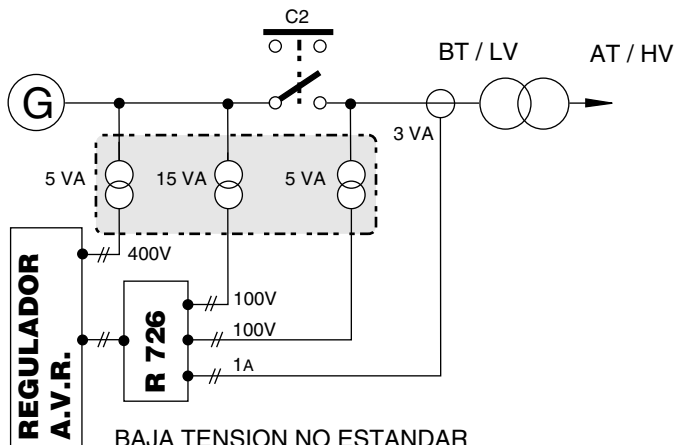 C2
BT / LV
AT / HV
G
3 VA
5 VA
15 VA
5 VA
400V
REGULADOR
A.V.R.
R 726
100V
100V
1A
BAJA TENSION NO ESTANDAR